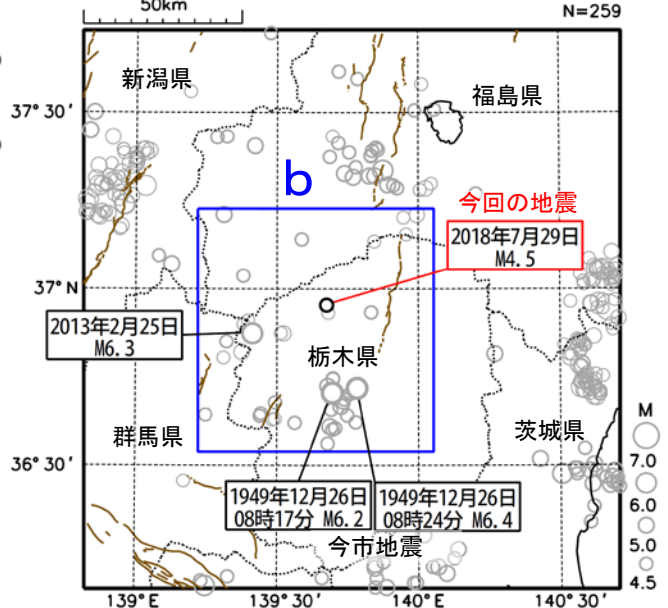 50km
N=259
新潟県
福島県
37°30′
b
今回の地震
2018年7月29日
M4.5
37°N
2013年2月25日
M6.3
栃木県
群馬県
茨城県
M
7.0
6.0
5.0
4.5
36°30′
1949年12月26日
08時17分 M6.2
1949年12月26日
08時24分 M6.4
今市地震
139°E
139.50′
140°E
140.60′